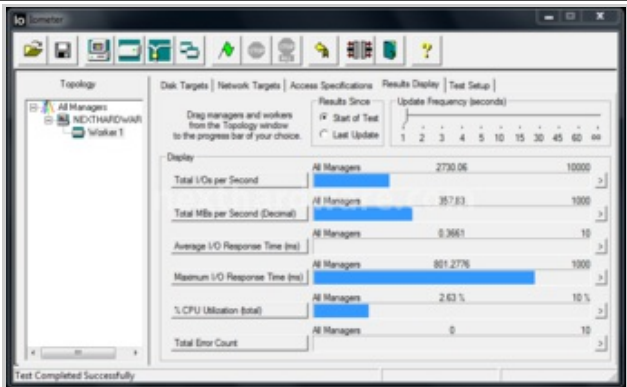 Iometer
Topology
All Managers
NEXTHARDWAR
Worker 1
Disk Targets | Network Targets | Access Specifications | Results Display | Test Setup
Drag managers and workers
from the Topology window
to the progress bar of your choice.
Results Since
Start of Test
Last Update
Update Frequency (seconds)
1 2 3 4 5 10 15 30 45 60 ∞
Display
Total I/Os per Second
All Managers 2730.06 10000
Total MBs per Second (Decimal)
All Managers 357.83 1000
Average I/O Response Time (ms)
All Managers 0.3661 10
Maximum I/O Response Time (ms)
All Managers 801.2776 1000
% CPU Utilization (total)
All Managers 2.63 % 10 %
Total Error Count
All Managers 0 10
Test Completed Successfully